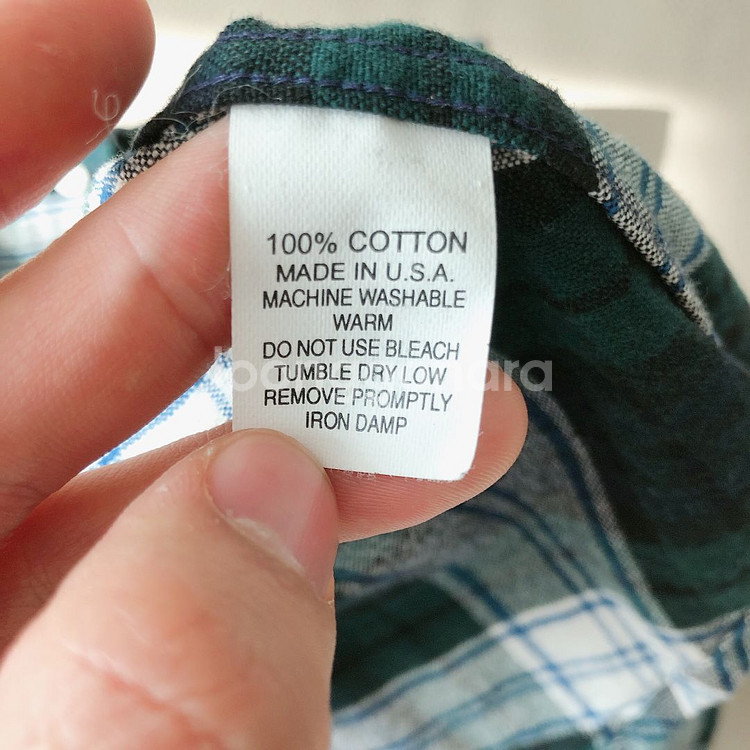 100% COTTON
MADE IN U.S.A.
MACHINE WASHABLE
WARM
DO NOT USE BLEACH
TUMBLE DRY LOW
REMOVE PROMPTLY
IRON DAMP